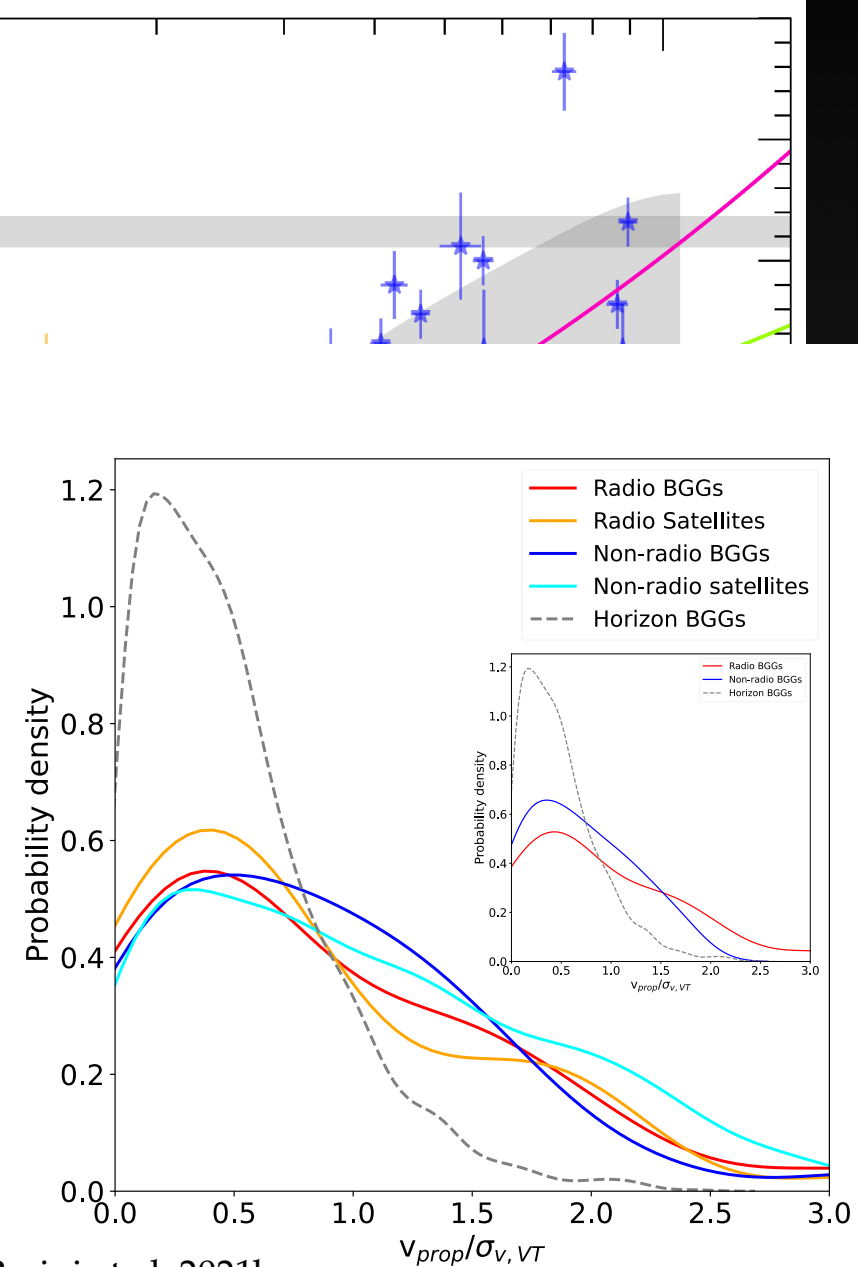 1.2
1.0
0.8
0.6
0.4
0.2
0.0
Probability density
0.0 0.5 1.0 1.5 2.0 2.5 3.0
v_prop/σ_v,VT
Radio BGGs
Radio Satellites
Non-radio BGGs
Non-radio satellites
Horizon BGGs
1.2
1.0
0.8
0.6
0.4
0.2
0.0
Probability density
Radio BGGs
Non-radio BGGs
Horizon BGGs
0.0 0.5 1.0 1.5 2.0 2.5 3.0
v_prop/σ_v,VT